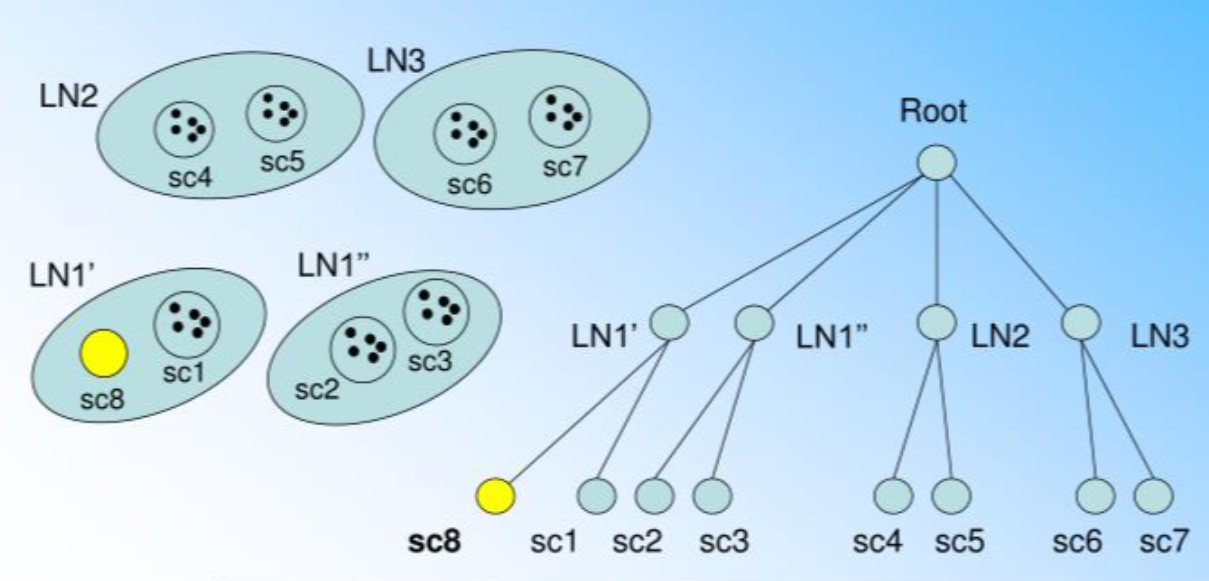 LN2
LN3
sc4
sc5
sc6
sc7
LN1’
LN1”
sc8
sc1
sc2
sc3
Root
LN1’
LN1”
LN2
LN3
sc8
sc1
sc2
sc3
sc4
sc5
sc6
sc7